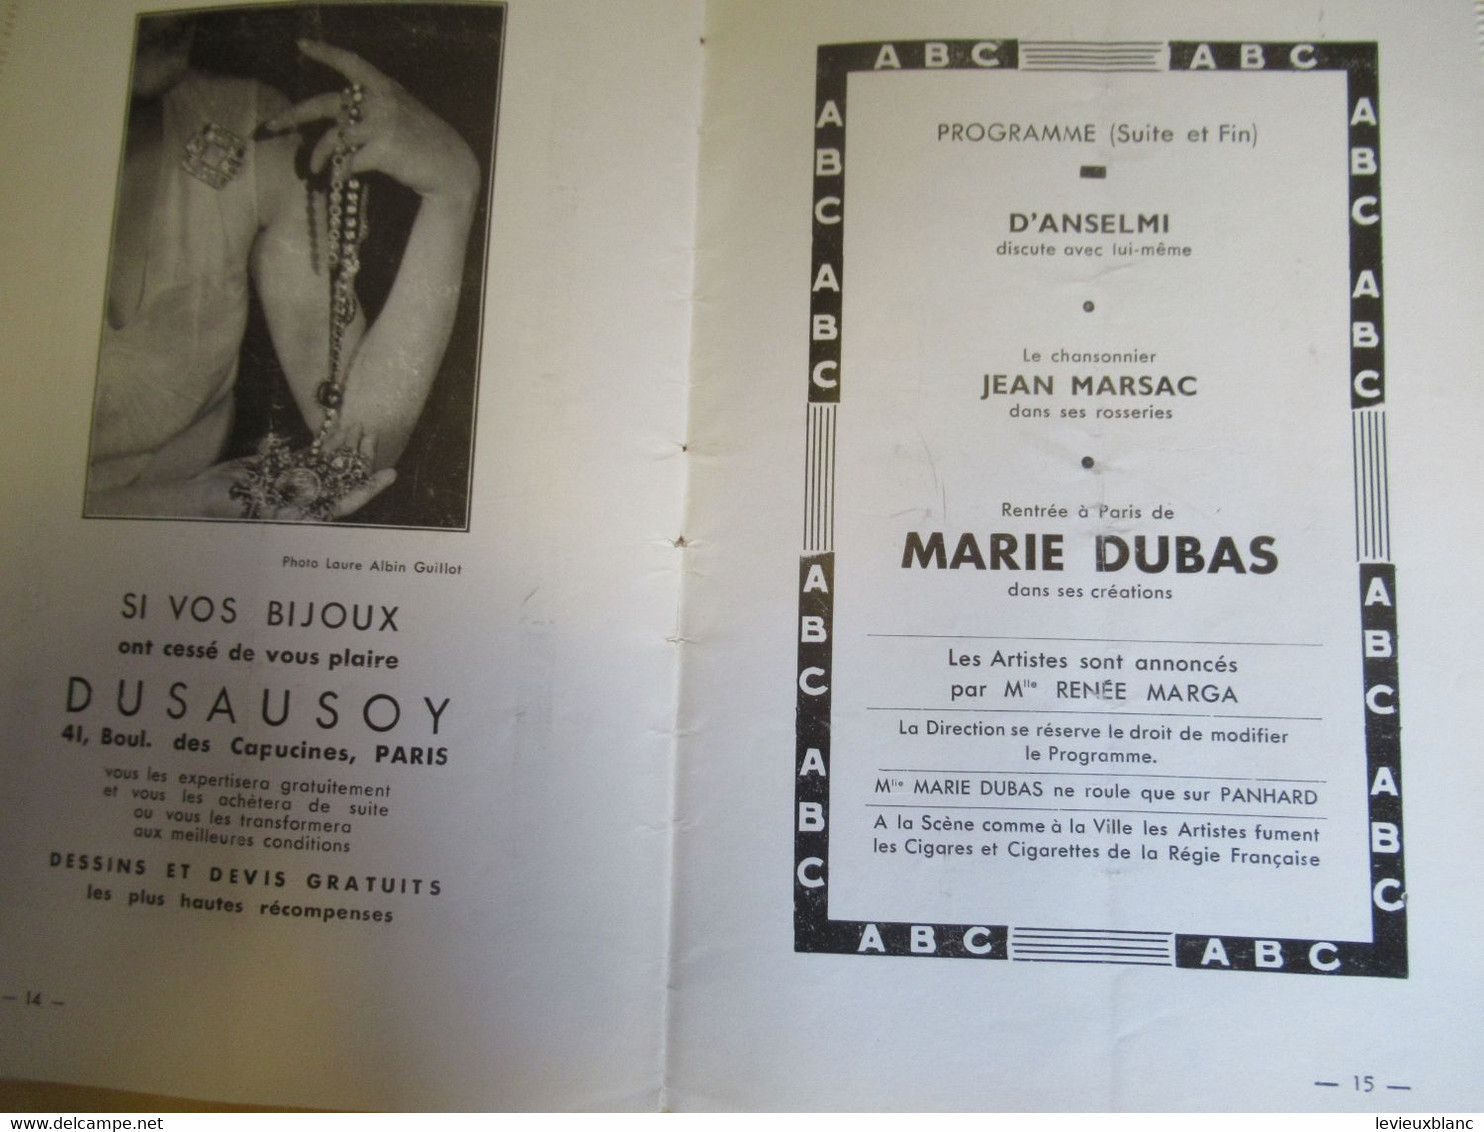 Photo Laure Albin Guillot
SI VOS BIJOUX
ont cessé de vous plaire
DUSAUSOY
41, Boul. des Capucines, PARIS
vous les expertisera gratuitement
et vous les achètera de suite
ou vous les transformera
aux meilleures conditions
DESSINS ET DEVIS GRATUITS
les plus hautes récompenses
— 14 —
A B C A B C
A
B
C
A
B
C
A
B
C
A
B
C
PROGRAMME (Suite et Fin)
D'ANSELMI
discute avec lui-même
Le chansonnier
JEAN MARSAC
dans ses rosseries
Rentrée à Paris de
MARIE DUBAS
dans ses créations
Les Artistes sont annoncés
par Mlle RENÉE MARGA
La Direction se réserve le droit de modifier
le Programme.
Mlle MARIE DUBAS ne roule que sur PANHARD
A la Scène comme à la Ville les Artistes fument
les Cigares et Cigarettes de la Régie Française
A
B
C
A
B
C
A
B
C
A
B
C
A B C A B C
— 15 —
delcampe.net
levieuxblanc